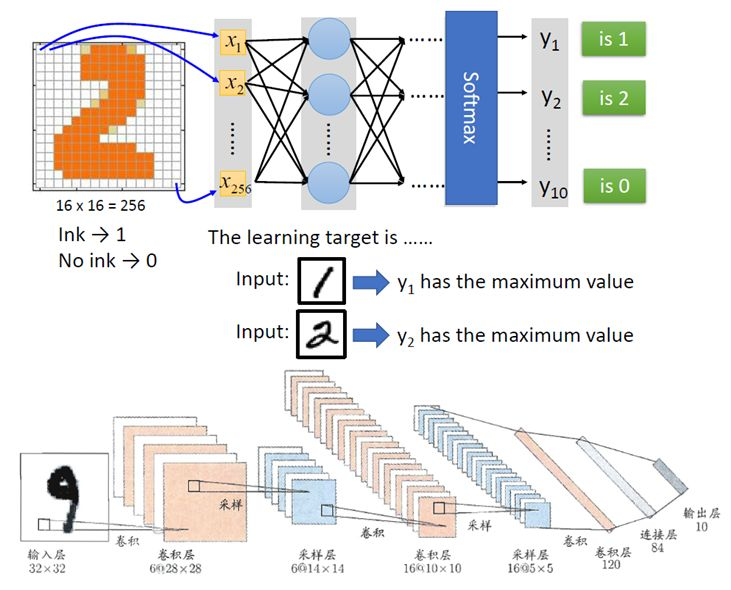 x1
x2
......
x256
......
......
......
......
Softmax
y1
y2
......
y10
is 1
is 2
is 0
16 x 16 = 256
Ink → 1
No ink → 0
The learning target is ......
Input:
y1 has the maximum value
Input:
y2 has the maximum value
输入层
32×32
卷积
卷积层
6@28×28
采样
采样层
6@14×14
卷积
卷积层
16@10×10
采样
采样层
16@5×5
卷积
卷积层
120
连接层
84
输出层
10